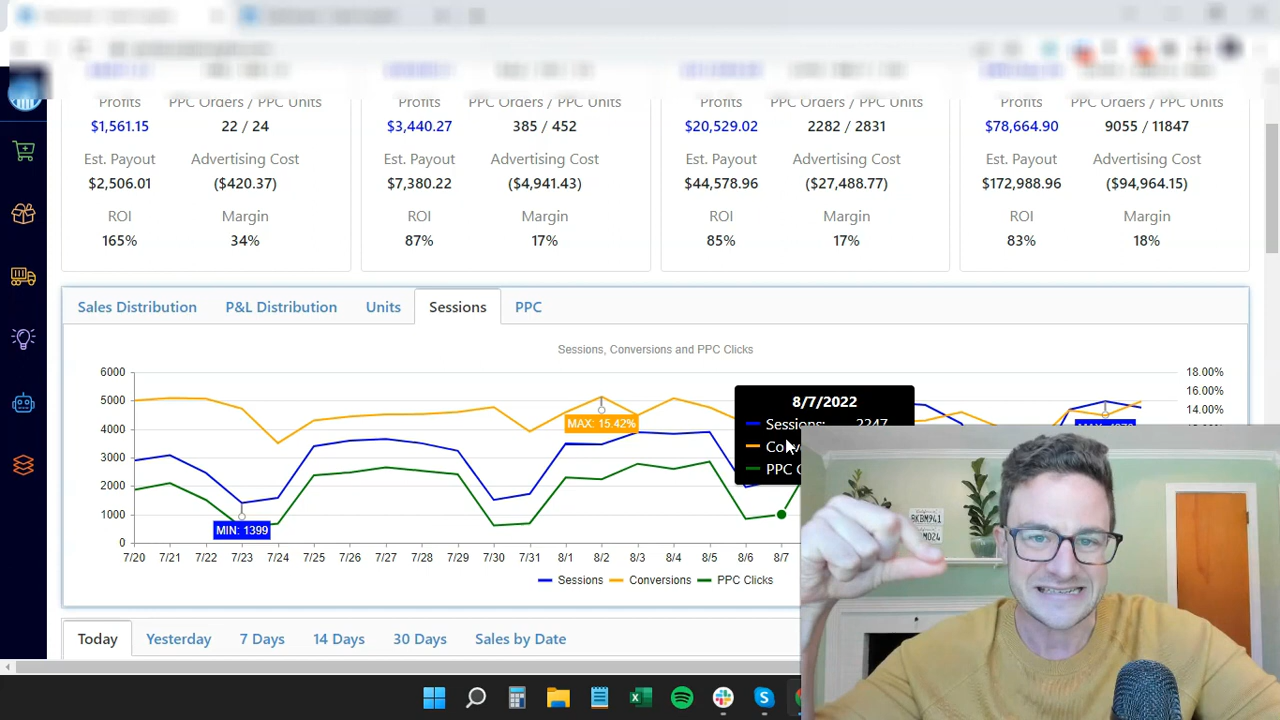 Profits PPC Orders / PPC Units Profits PPC Orders / PPC Units Profits PPC Orders / PPC Units Profits PPC Orders / PPC Units
$1,561.15 22 / 24 $3,440.27 385 / 452 $20,529.02 2282 / 2831 $78,664.90 9055 / 11847
Est. Payout Advertising Cost Est. Payout Advertising Cost Est. Payout Advertising Cost Est. Payout Advertising Cost
$2,506.01 ($420.37) $7,380.22 ($4,941.43) $44,578.96 ($27,488.77) $172,988.96 ($94,964.15)
ROI Margin ROI Margin ROI Margin ROI Margin
165% 34% 87% 17% 85% 17% 83% 18%
Sales Distribution P&L Distribution Units Sessions PPC
Sessions, Conversions and PPC Clicks
6000 18.00%
16.00%
5000 8/7/2022
14.00%
MAX: 15.42% Sessions: 2247
4000
Co
3000 PPC
2000
1000
MIN: 1399
0
7/20 7/21 7/22 7/23 7/24 7/25 7/26 7/27 7/28 7/29 7/30 7/31 8/1 8/2 8/3 8/4 8/5 8/6 8/7
Sessions Conversions PPC Clicks
Today Yesterday 7 Days 14 Days 30 Days Sales by Date